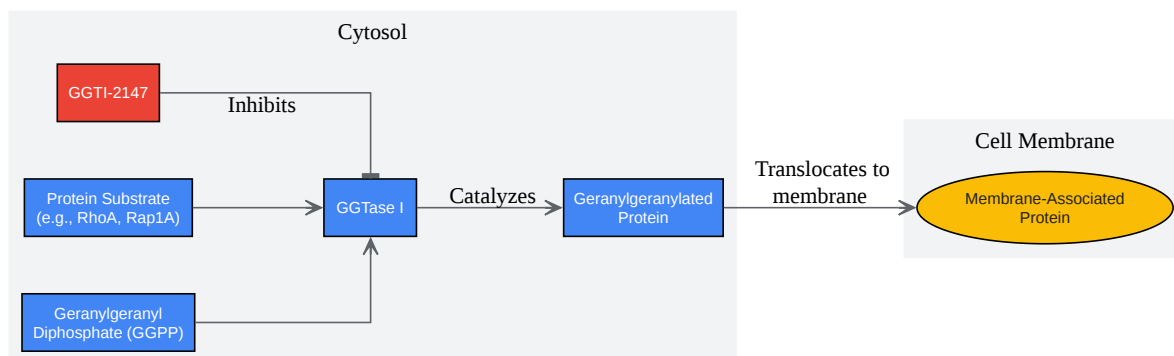 Cytosol
GGTI-2147
Inhibits
Protein Substrate
(e.g., RhoA, Rap1A)
GGTase I
Catalyzes
Geranylgeranylated
Protein
Translocates to
membrane
Cell Membrane
Membrane-Associated
Protein
Geranylgeranyl
Diphosphate (GGPP)